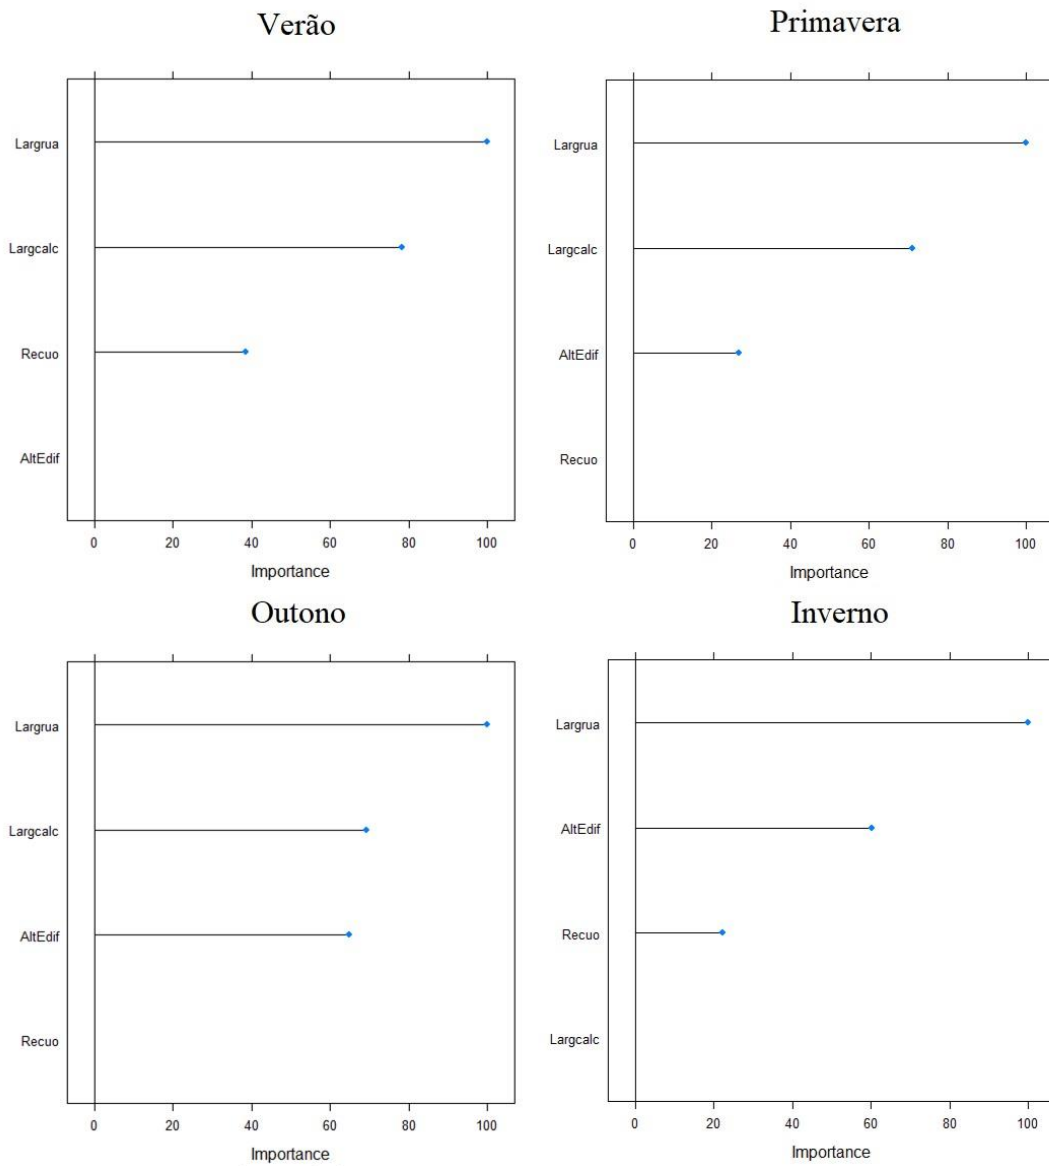 Verão
Largrua
Largcalc
Recuo
AltEdif
0 20 40 60 80 100
Importance
Primavera
Largrua
Largcalc
AltEdif
Recuo
0 20 40 60 80 100
Importance
Outono
Largrua
Largcalc
AltEdif
Recuo
0 20 40 60 80 100
Importance
Inverno
Largrua
AltEdif
Recuo
Largcalc
0 20 40 60 80 100
Importance